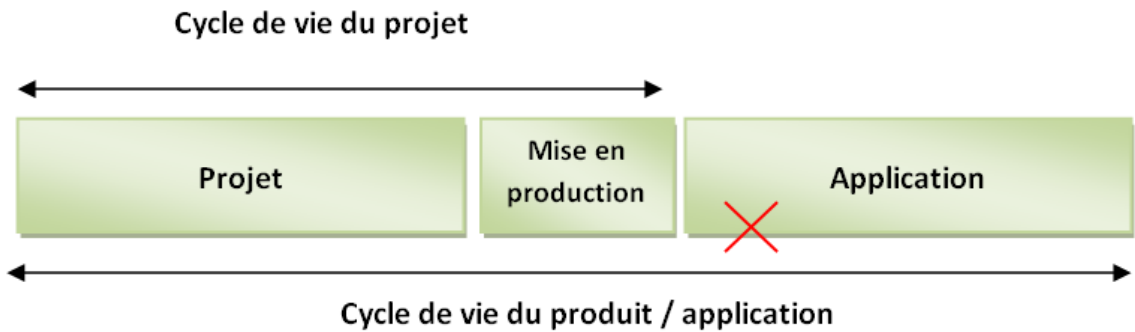 Cycle de vie du projet
Projet
Mise en
production
Application
Cycle de vie du produit / application